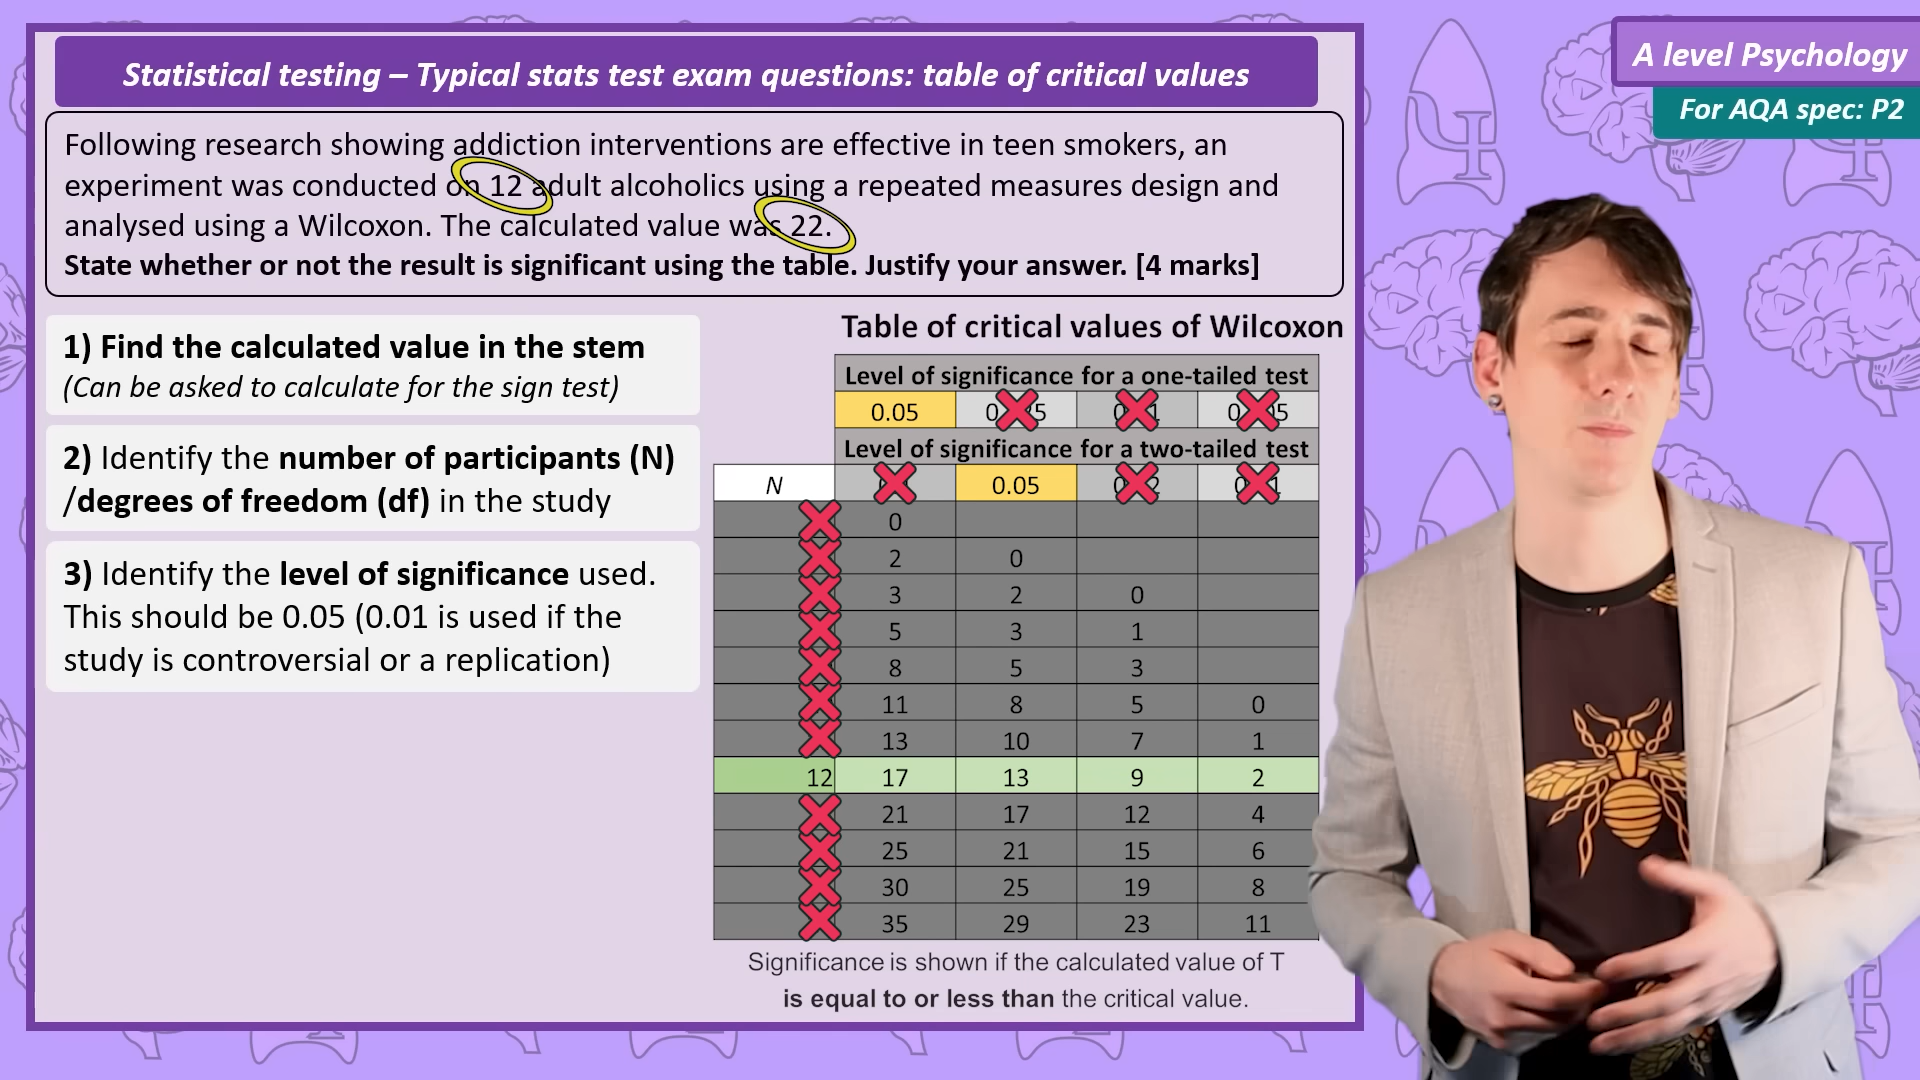 Statistical testing – Typical stats test exam questions: table of critical values
A level Psychology
For AQA spec: P2
Following research showing addiction interventions are effective in teen smokers, an
experiment was conducted on 12 adult alcoholics using a repeated measures design and
analysed using a Wilcoxon. The calculated value was 22.
State whether or not the result is significant using the table. Justify your answer. [4 marks]
1) Find the calculated value in the stem
(Can be asked to calculate for the sign test)
2) Identify the number of participants (N)
/degrees of freedom (df) in the study
3) Identify the level of significance used.
This should be 0.05 (0.01 is used if the
study is controversial or a replication)
Table of critical values of Wilcoxon
Level of significance for a one-tailed test
0.05
Level of significance for a two-tailed test
N 0.05
0
2 0
3 2 0
5 3 1
8 5 3
11 8 5 0
13 10 7 1
12 17 13 9 2
21 17 12 4
25 21 15 6
30 25 19 8
35 29 23 11
Significance is shown if the calculated value of T
is equal to or less than the critical value.